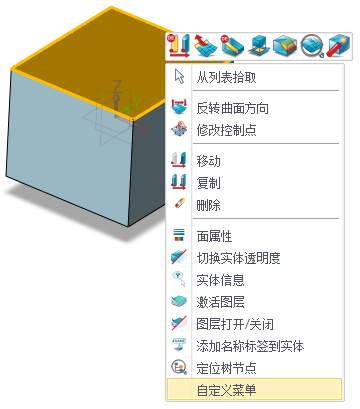 Z
从列表拾取
反转曲面方向
修改控制点
移动
复制
删除
面属性
切换实体透明度
实体信息
激活图层
图层打开/关闭
添加名称标签到实体
定位树节点
自定义菜单